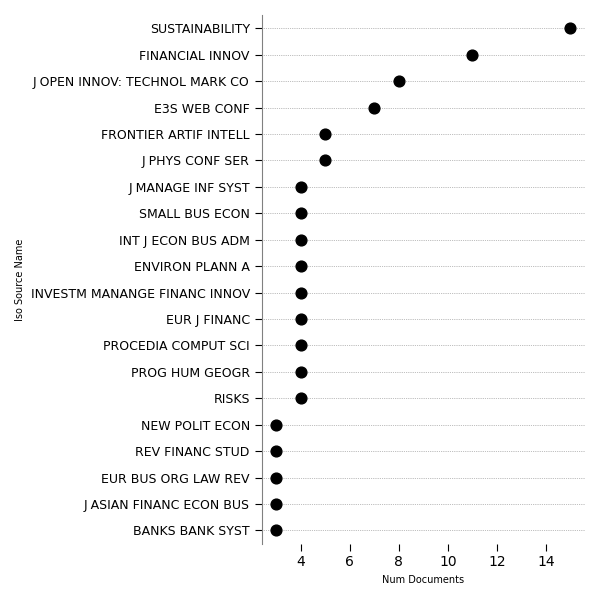 SUSTAINABILITY
FINANCIAL INNOV
J OPEN INNOV: TECHNOL MARK CO
E3S WEB CONF
FRONTIER ARTIF INTELL
J PHYS CONF SER
J MANAGE INF SYST
SMALL BUS ECON
INT J ECON BUS ADM
ENVIRON PLANN A
INVESTM MANANGE FINANC INNOV
EUR J FINANC
PROCEDIA COMPUT SCI
PROG HUM GEOGR
RISKS
NEW POLIT ECON
REV FINANC STUD
EUR BUS ORG LAW REV
J ASIAN FINANC ECON BUS
BANKS BANK SYST
Iso Source Name
4 6 8 10 12 14
Num Documents